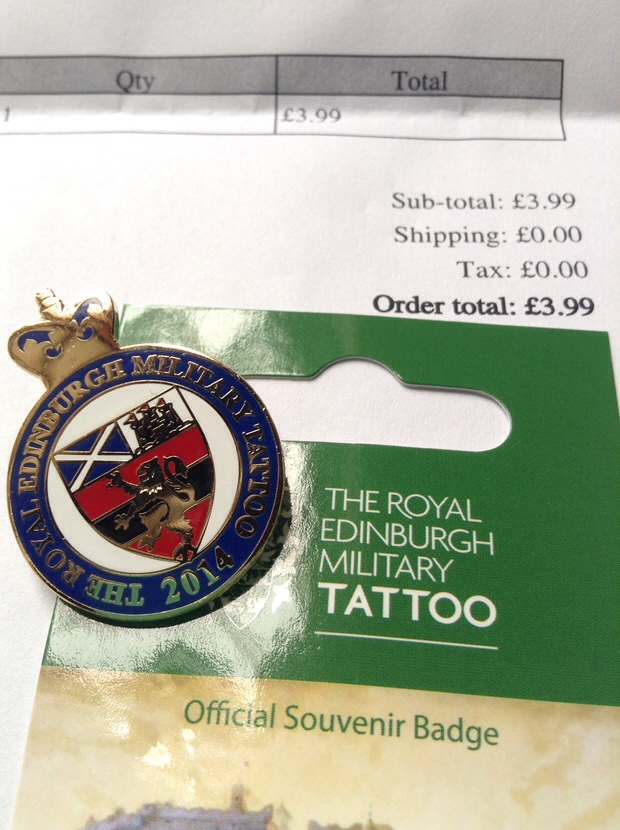 Qty Total
1 £3.99
Sub-total: £3.99
Shipping: £0.00
Tax: £0.00
Order total: £3.99
THE ROYAL EDINBURGH MILITARY TATTOO
2014
THE ROYAL
EDINBURGH
MILITARY
TATTOO
Official Souvenir Badge